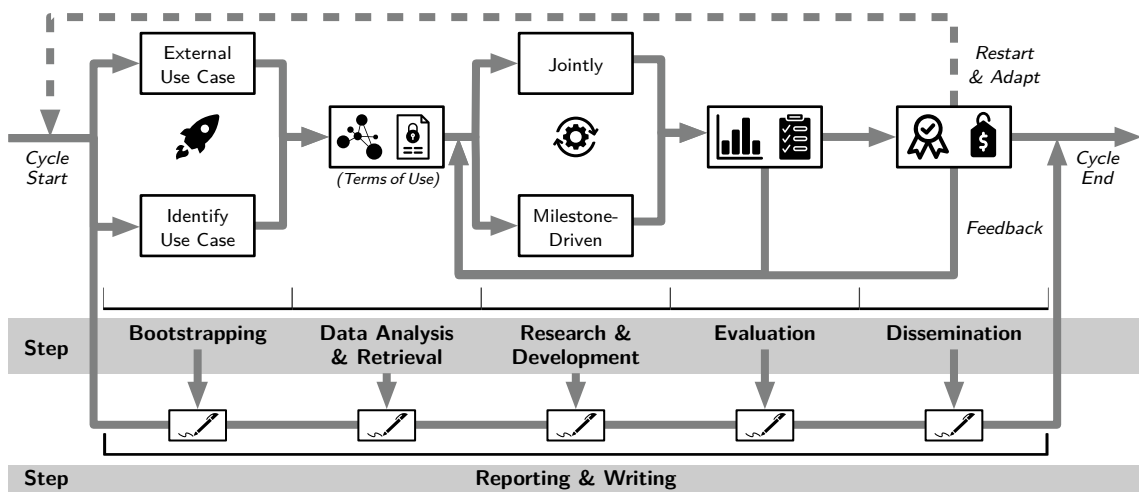 External
Use Case
Jointly
Restart
& Adapt
Cycle
Start
(Terms of Use)
$
Cycle
End
Identify
Use Case
Milestone-
Driven
Feedback
Step
Bootstrapping
Data Analysis
& Retrieval
Research &
Development
Evaluation
Dissemination
Step
Reporting & Writing